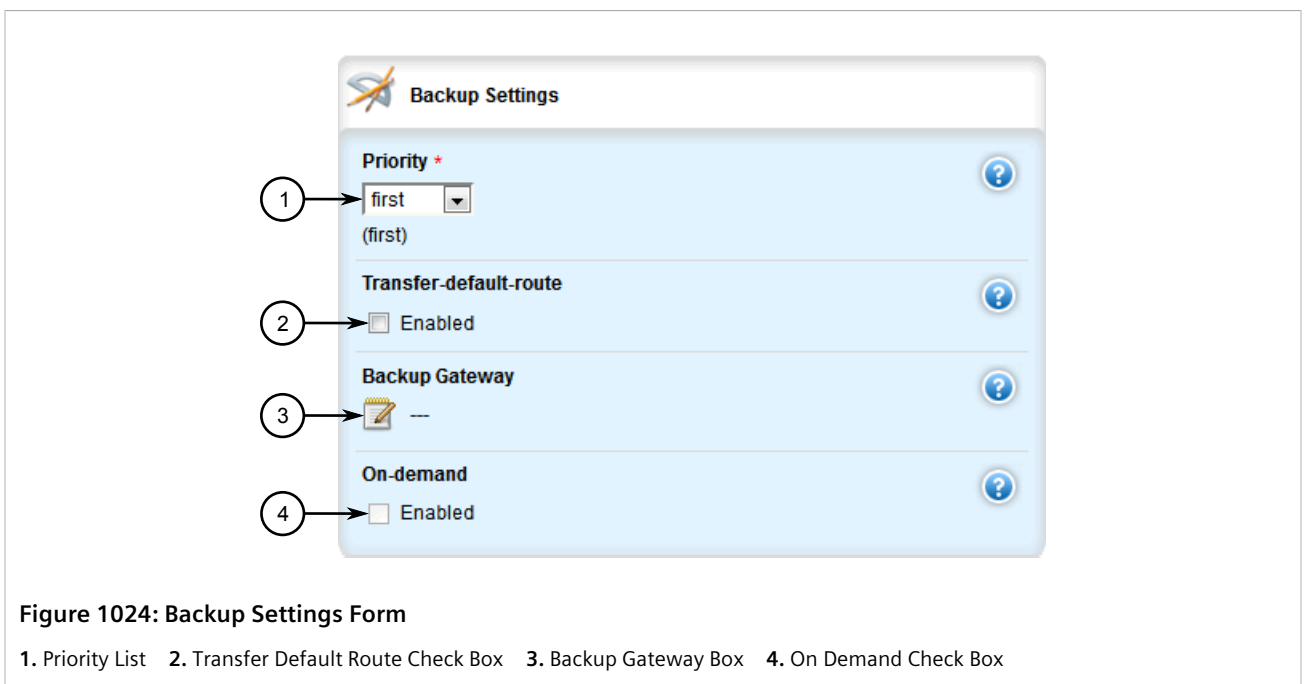 Backup Settings
Priority *
1
first
(first)
Transfer-default-route
2
Enabled
Backup Gateway
3
---
On-demand
4
Enabled
Figure 1024: Backup Settings Form
1. Priority List 2. Transfer Default Route Check Box 3. Backup Gateway Box 4. On Demand Check Box